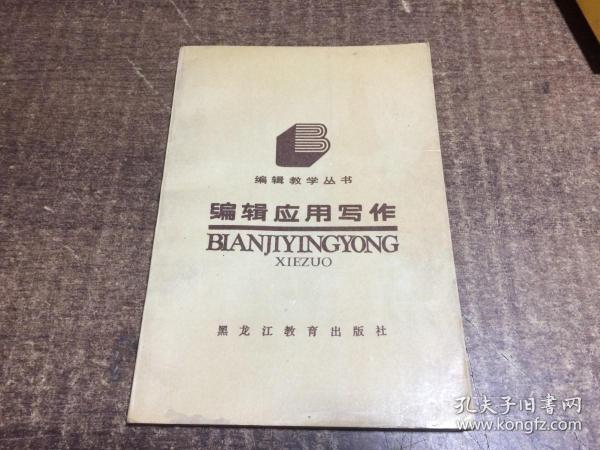 编辑教学丛书
编辑应用写作
BIANJIYINGYONG
XIEZUO
黑龙江教育出版社
孔夫子旧书网
www.kongfz.com